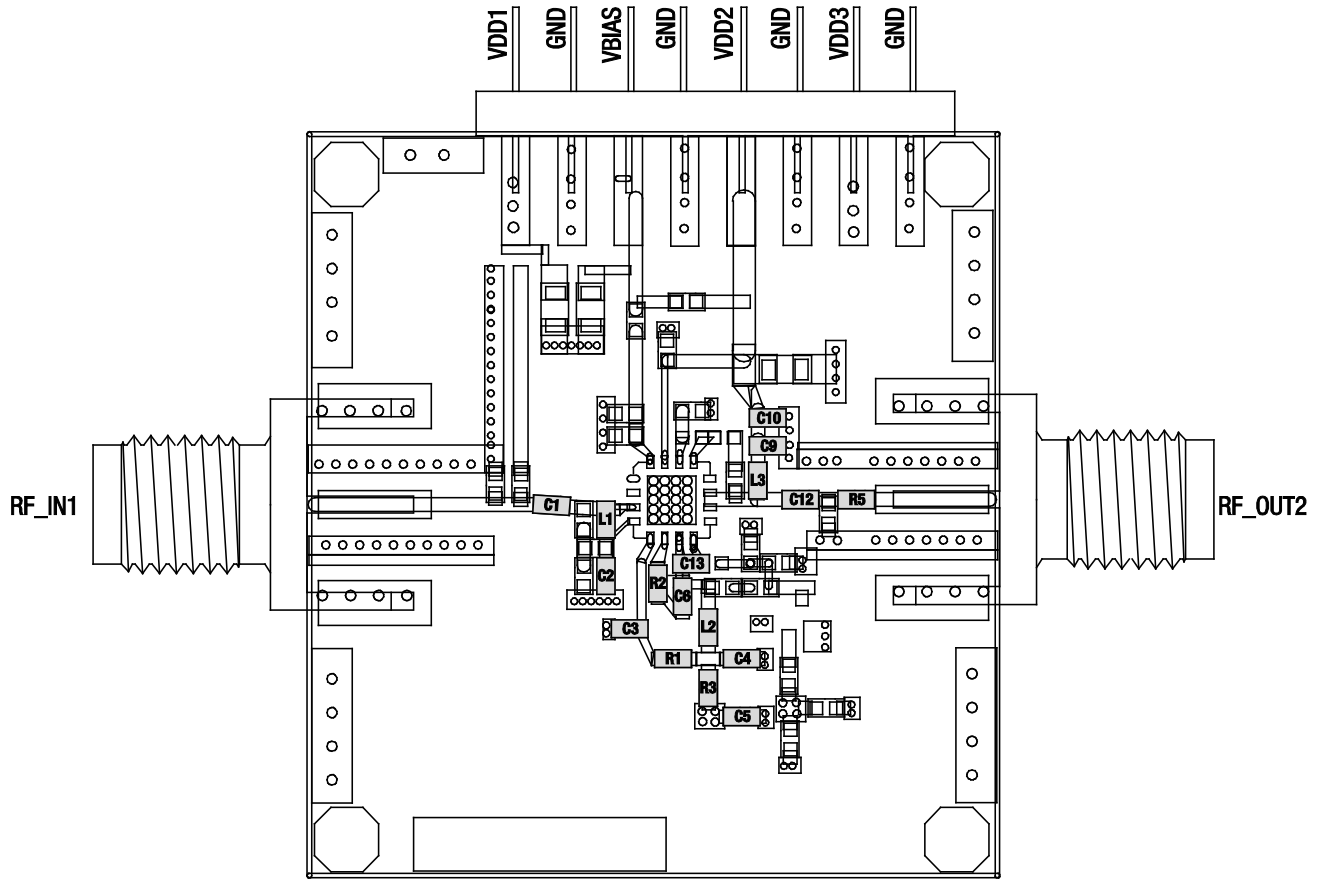 VDD1
GND
VBIAS
GND
VDD2
GND
VDD3
GND
C10
C9
L3
RF_IN1
C1
L1
C12
R5
RF_OUT2
C13
C2
R2
C6
C3
L2
R1
C4
R3
C5